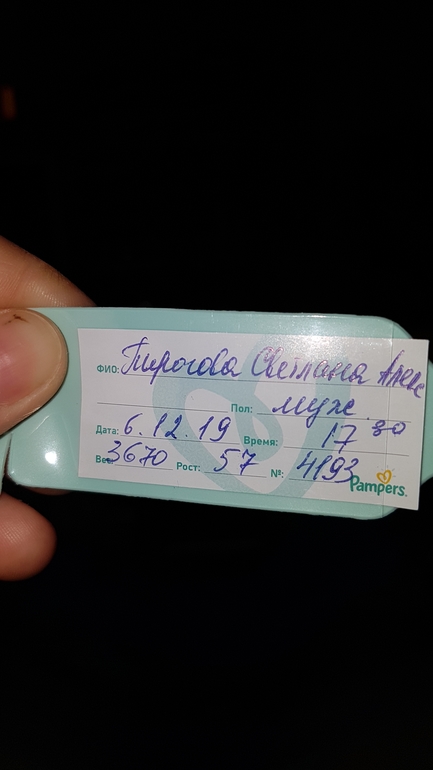 ФИО: Пирогова Светлана Алекс
Пол: муж.
Дата: 6.12.19 Время: 17 30
Вес: 3670 Рост: 57 №: 4193
Pampers.